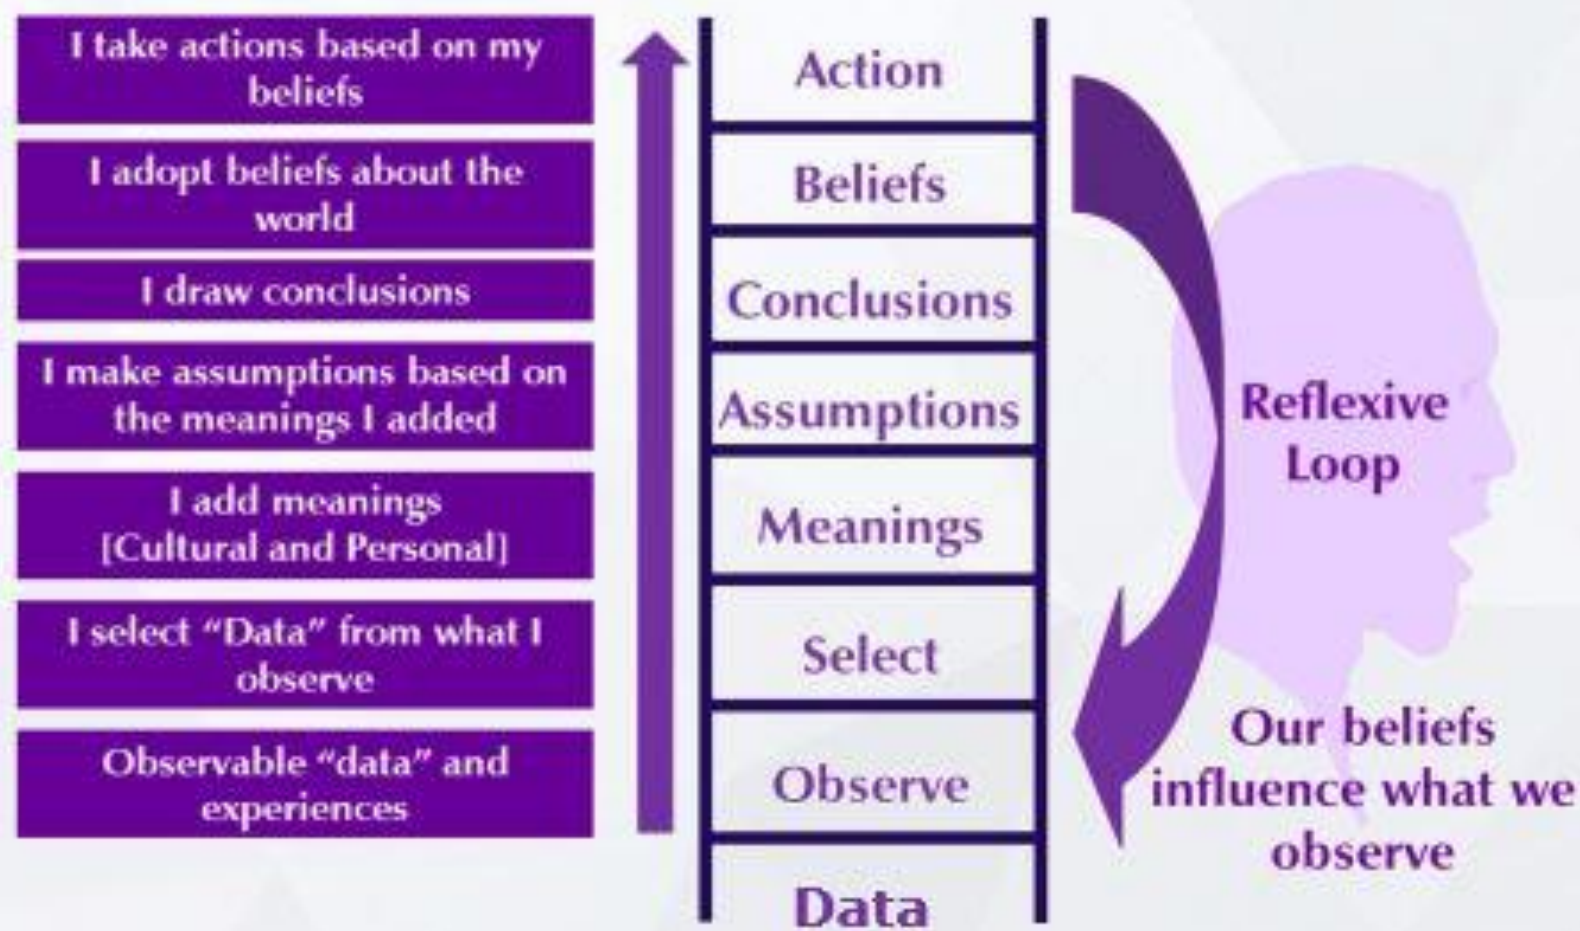 I take actions based on my
beliefs
I adopt beliefs about the
world
I draw conclusions
I make assumptions based on
the meanings I added
I add meanings
[Cultural and Personal]
I select “Data” from what I
observe
Observable “data” and
experiences
Action
Beliefs
Conclusions
Assumptions
Meanings
Select
Observe
Data
Reflexive
Loop
Our beliefs
influence what we
observe